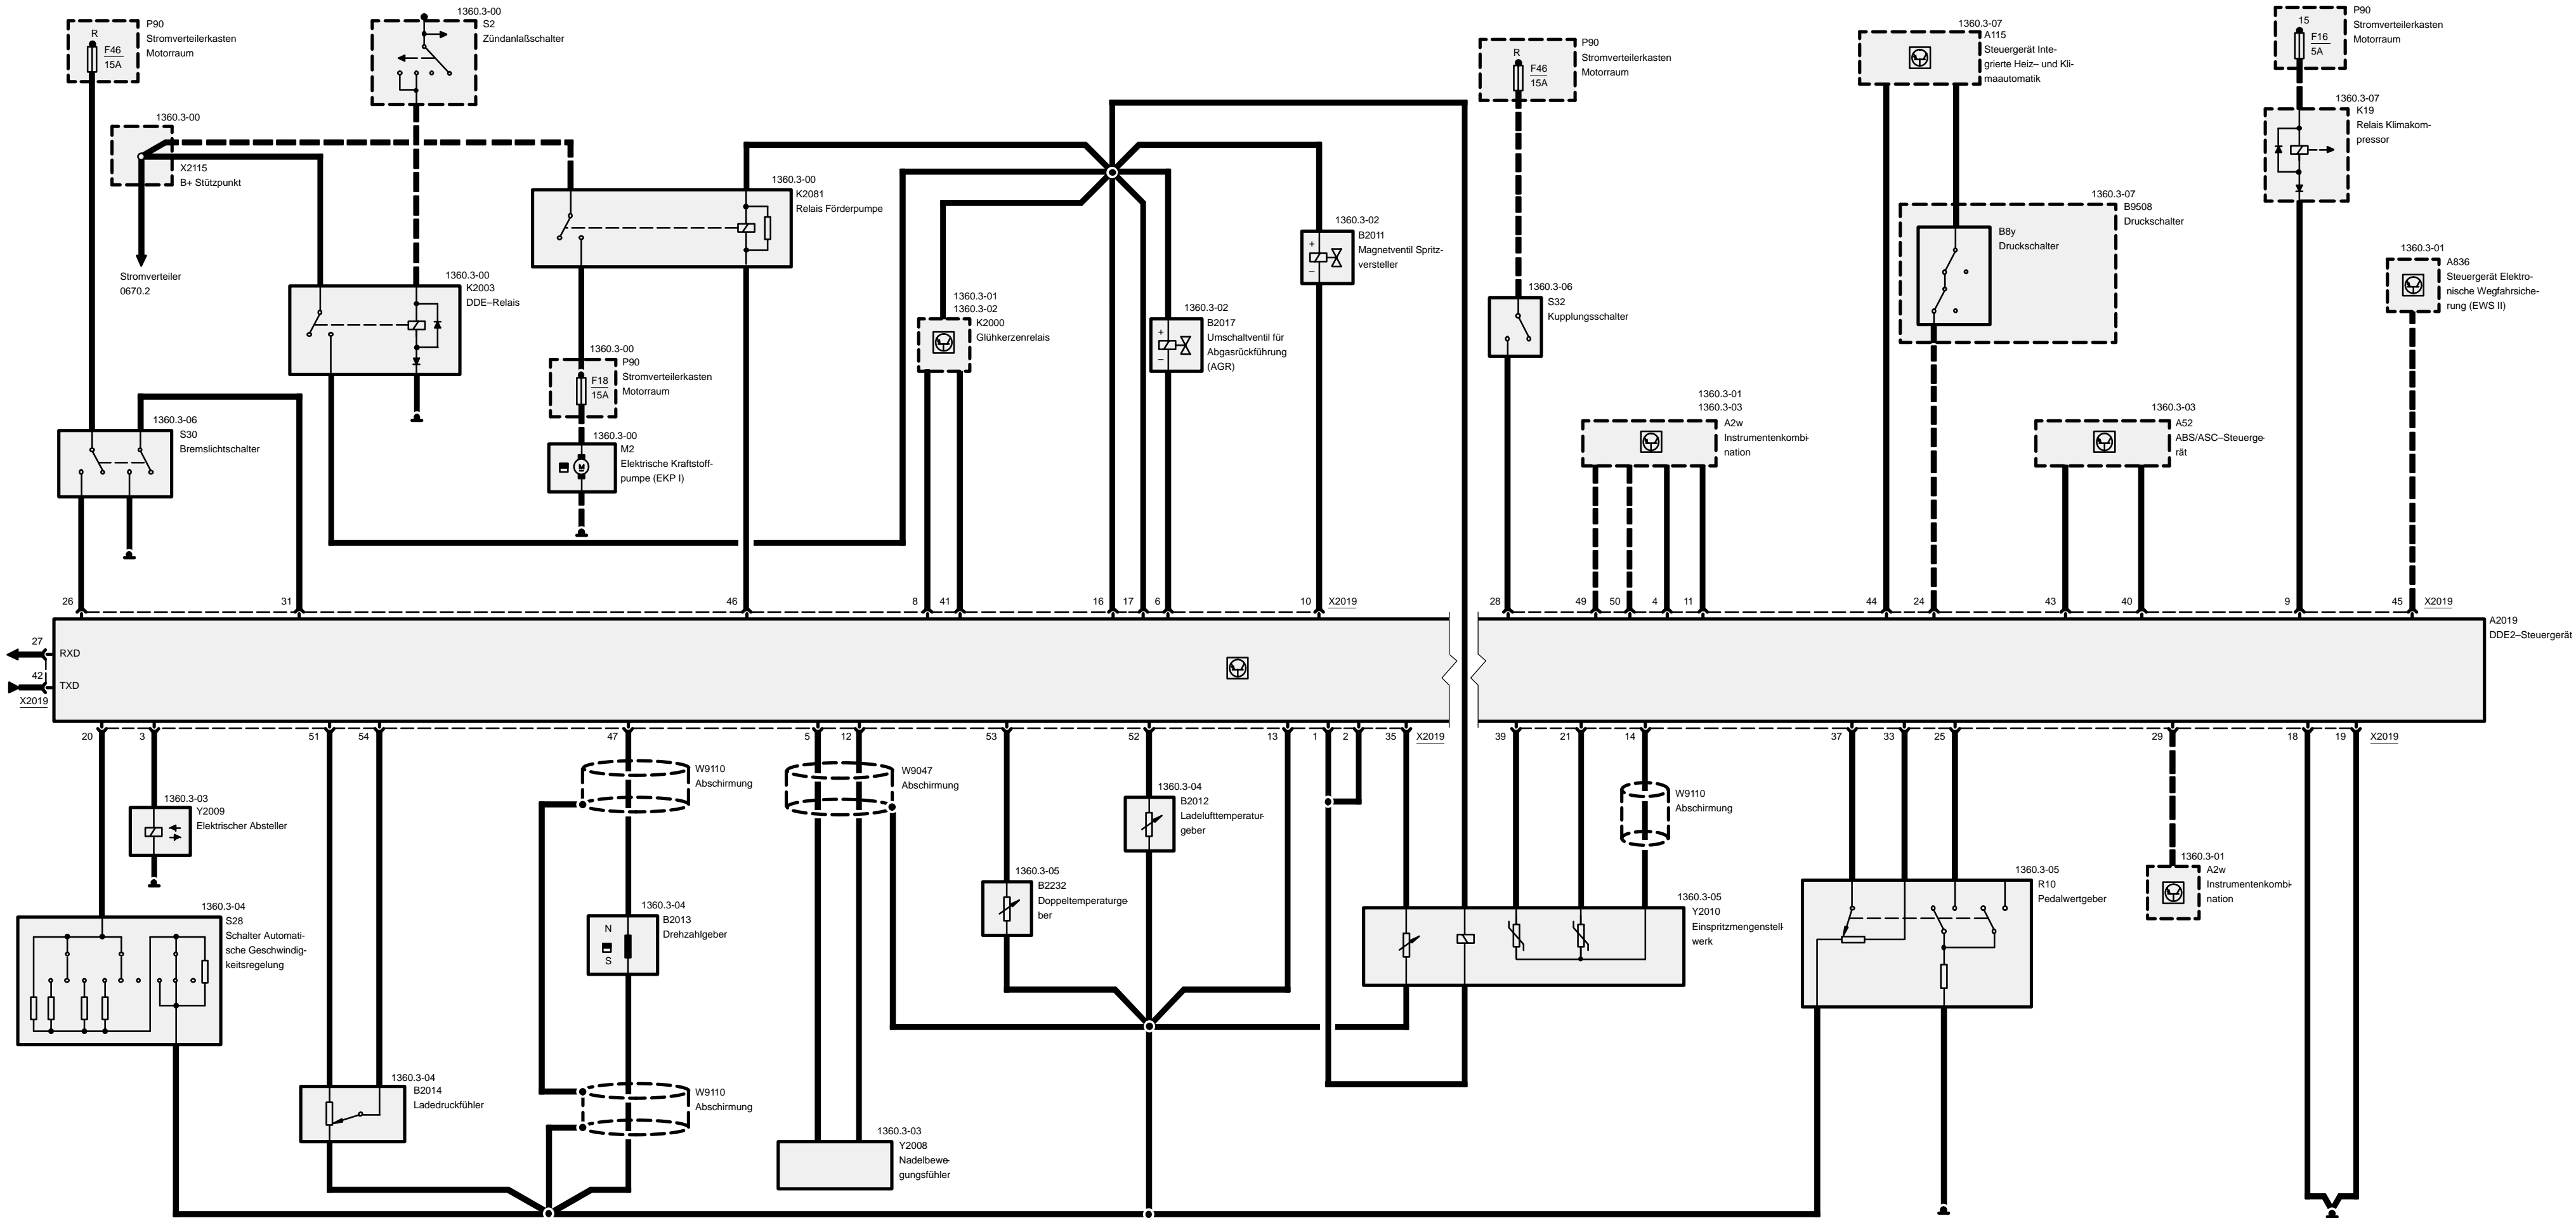 P90
Stromverteilerkasten
Motorraum
R
F46
15A
1360.3-00
S2
Zündanlaßschalter
1360.3-00
X2115
B+ Stützpunkt
Stromverteiler
0670.2
1360.3-00
K2003
DDE–Relais
1360.3-06
S30
Bremslichtschalter
1360.3-00
K2081
Relais Förderpumpe
1360.3-00
P90
Stromverteilerkasten
Motorraum
F18
15A
1360.3-00
M2
Elektrische Kraftstoff-
pumpe (EKP I)
M
1360.3-01
1360.3-02
K2000
Glühkerzenrelais
1360.3-02
B2017
Umschaltventil für
Abgasrückführung
(AGR)
+
–
1360.3-02
B2011
Magnetventil Spritz-
versteller
+
–
P90
Stromverteilerkasten
Motorraum
R
F46
15A
1360.3-06
S32
Kupplungsschalter
1360.3-01
1360.3-03
A2w
Instrumentenkombi-
nation
1360.3-07
A115
Steuergerät Inte-
grierte Heiz– und Kli-
maautomatik
1360.3-07
B9508
Druckschalter
B8y
Druckschalter
1360.3-03
A52
ABS/ASC–Steuerge-
rät
P90
Stromverteilerkasten
Motorraum
15
F16
5A
1360.3-07
K19
Relais Klimakom-
pressor
1360.3-01
A836
Steuergerät Elektro-
nische Wegfahrsiche-
rung (EWS II)
26
31
46
8
41
16
17
6
10
X2019
28
49
50
4
11
44
24
43
40
9
45
X2019
A2019
DDE2–Steuergerät
27
RXD
42
TXD
X2019
20
3
51
54
47
5
12
53
52
13
1
2
35
X2019
39
21
14
37
33
25
29
18
19
X2019
1360.3-03
Y2009
Elektrischer Absteller
1360.3-04
S28
Schalter Automati-
sche Geschwindig-
keitsregelung
1360.3-04
B2014
Ladedruckfühler
W9110
Abschirmung
1360.3-04
B2013
Drehzahlgeber
N
S
W9110
Abschirmung
W9047
Abschirmung
1360.3-03
Y2008
Nadelbewe-
gungsfühler
1360.3-05
B2232
Doppeltemperaturge-
ber
1360.3-04
B2012
Ladelufttemperatur-
geber
W9110
Abschirmung
1360.3-05
Y2010
Einspritzmengenstell-
werk
1360.3-05
R10
Pedalwertgeber
1360.3-01
A2w
Instrumentenkombi-
nation